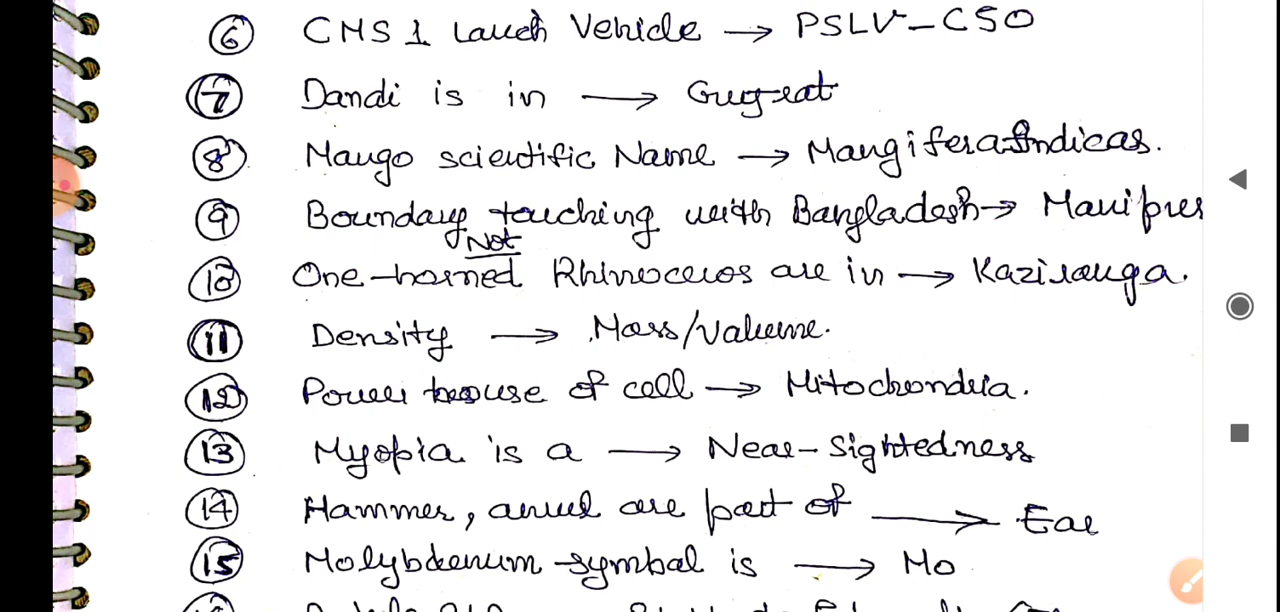 6 CMS 1 Lauch Vehicle → PSLV-C50
7 Dandi is in → Gugreat
8 Mango scientific Name → Mangifera Indicas.
9 Boundary touching with Bangladesh → Manipur
Not
10 One-horned Rhinoceros are in → Kaziranga.
11 Density → Mass/Volume.
12 Power house of cell → Mitochondria.
13 Myopia is a → Near-Sightedness
14 Hammer, anvil are part of → Ear
15 Molybdenum symbol is → Mo